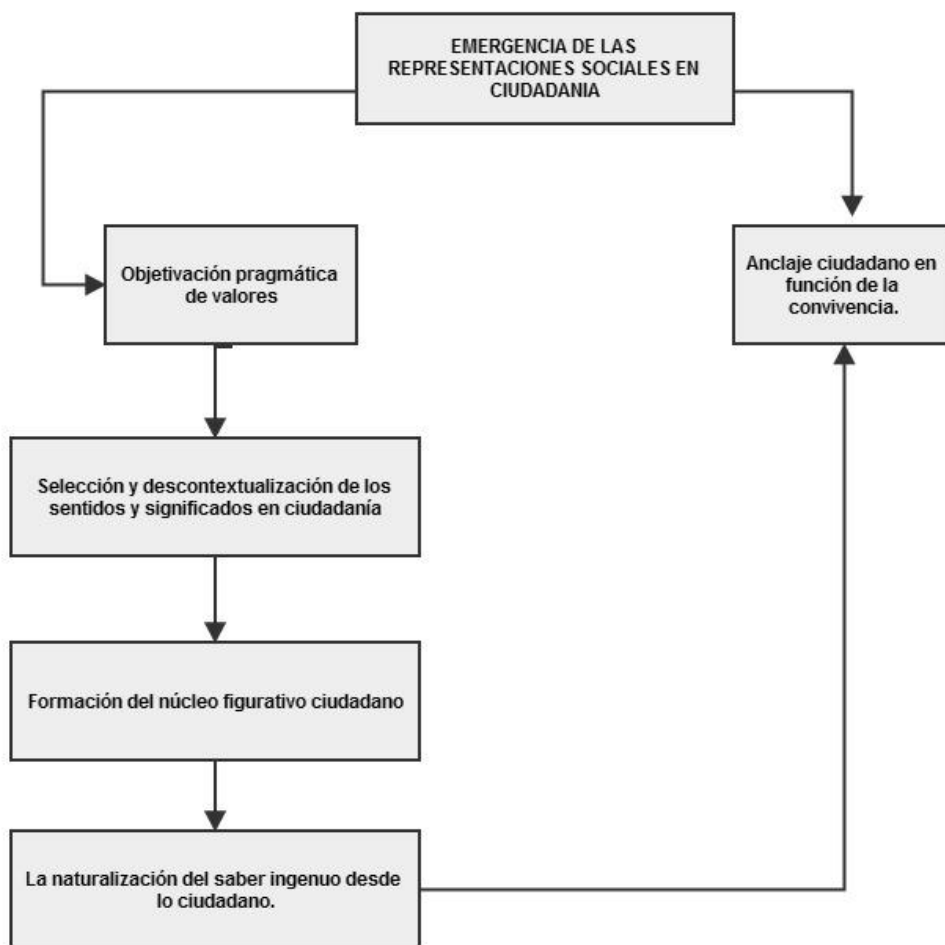 EMERGENCIA DE LAS
REPRESENTACIONES SOCIALES EN
CIUDADANIA
Objetivación pragmática
de valores
Anclaje ciudadano en
función de la
convivencia.
Selección y descontextualización de los
sentidos y significados en ciudadanía
Formación del núcleo figurativo ciudadano
La naturalización del saber ingenuo desde
lo ciudadano.